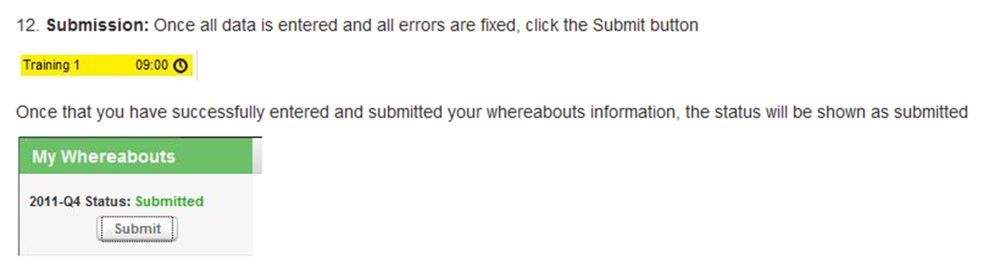 12. Submission: Once all data is entered and all errors are fixed, click the Submit button
Training 1 09:00
Once that you have successfully entered and submitted your whereabouts information, the status will be shown as submitted
My Whereabouts
2011-Q4 Status: Submitted
Submit